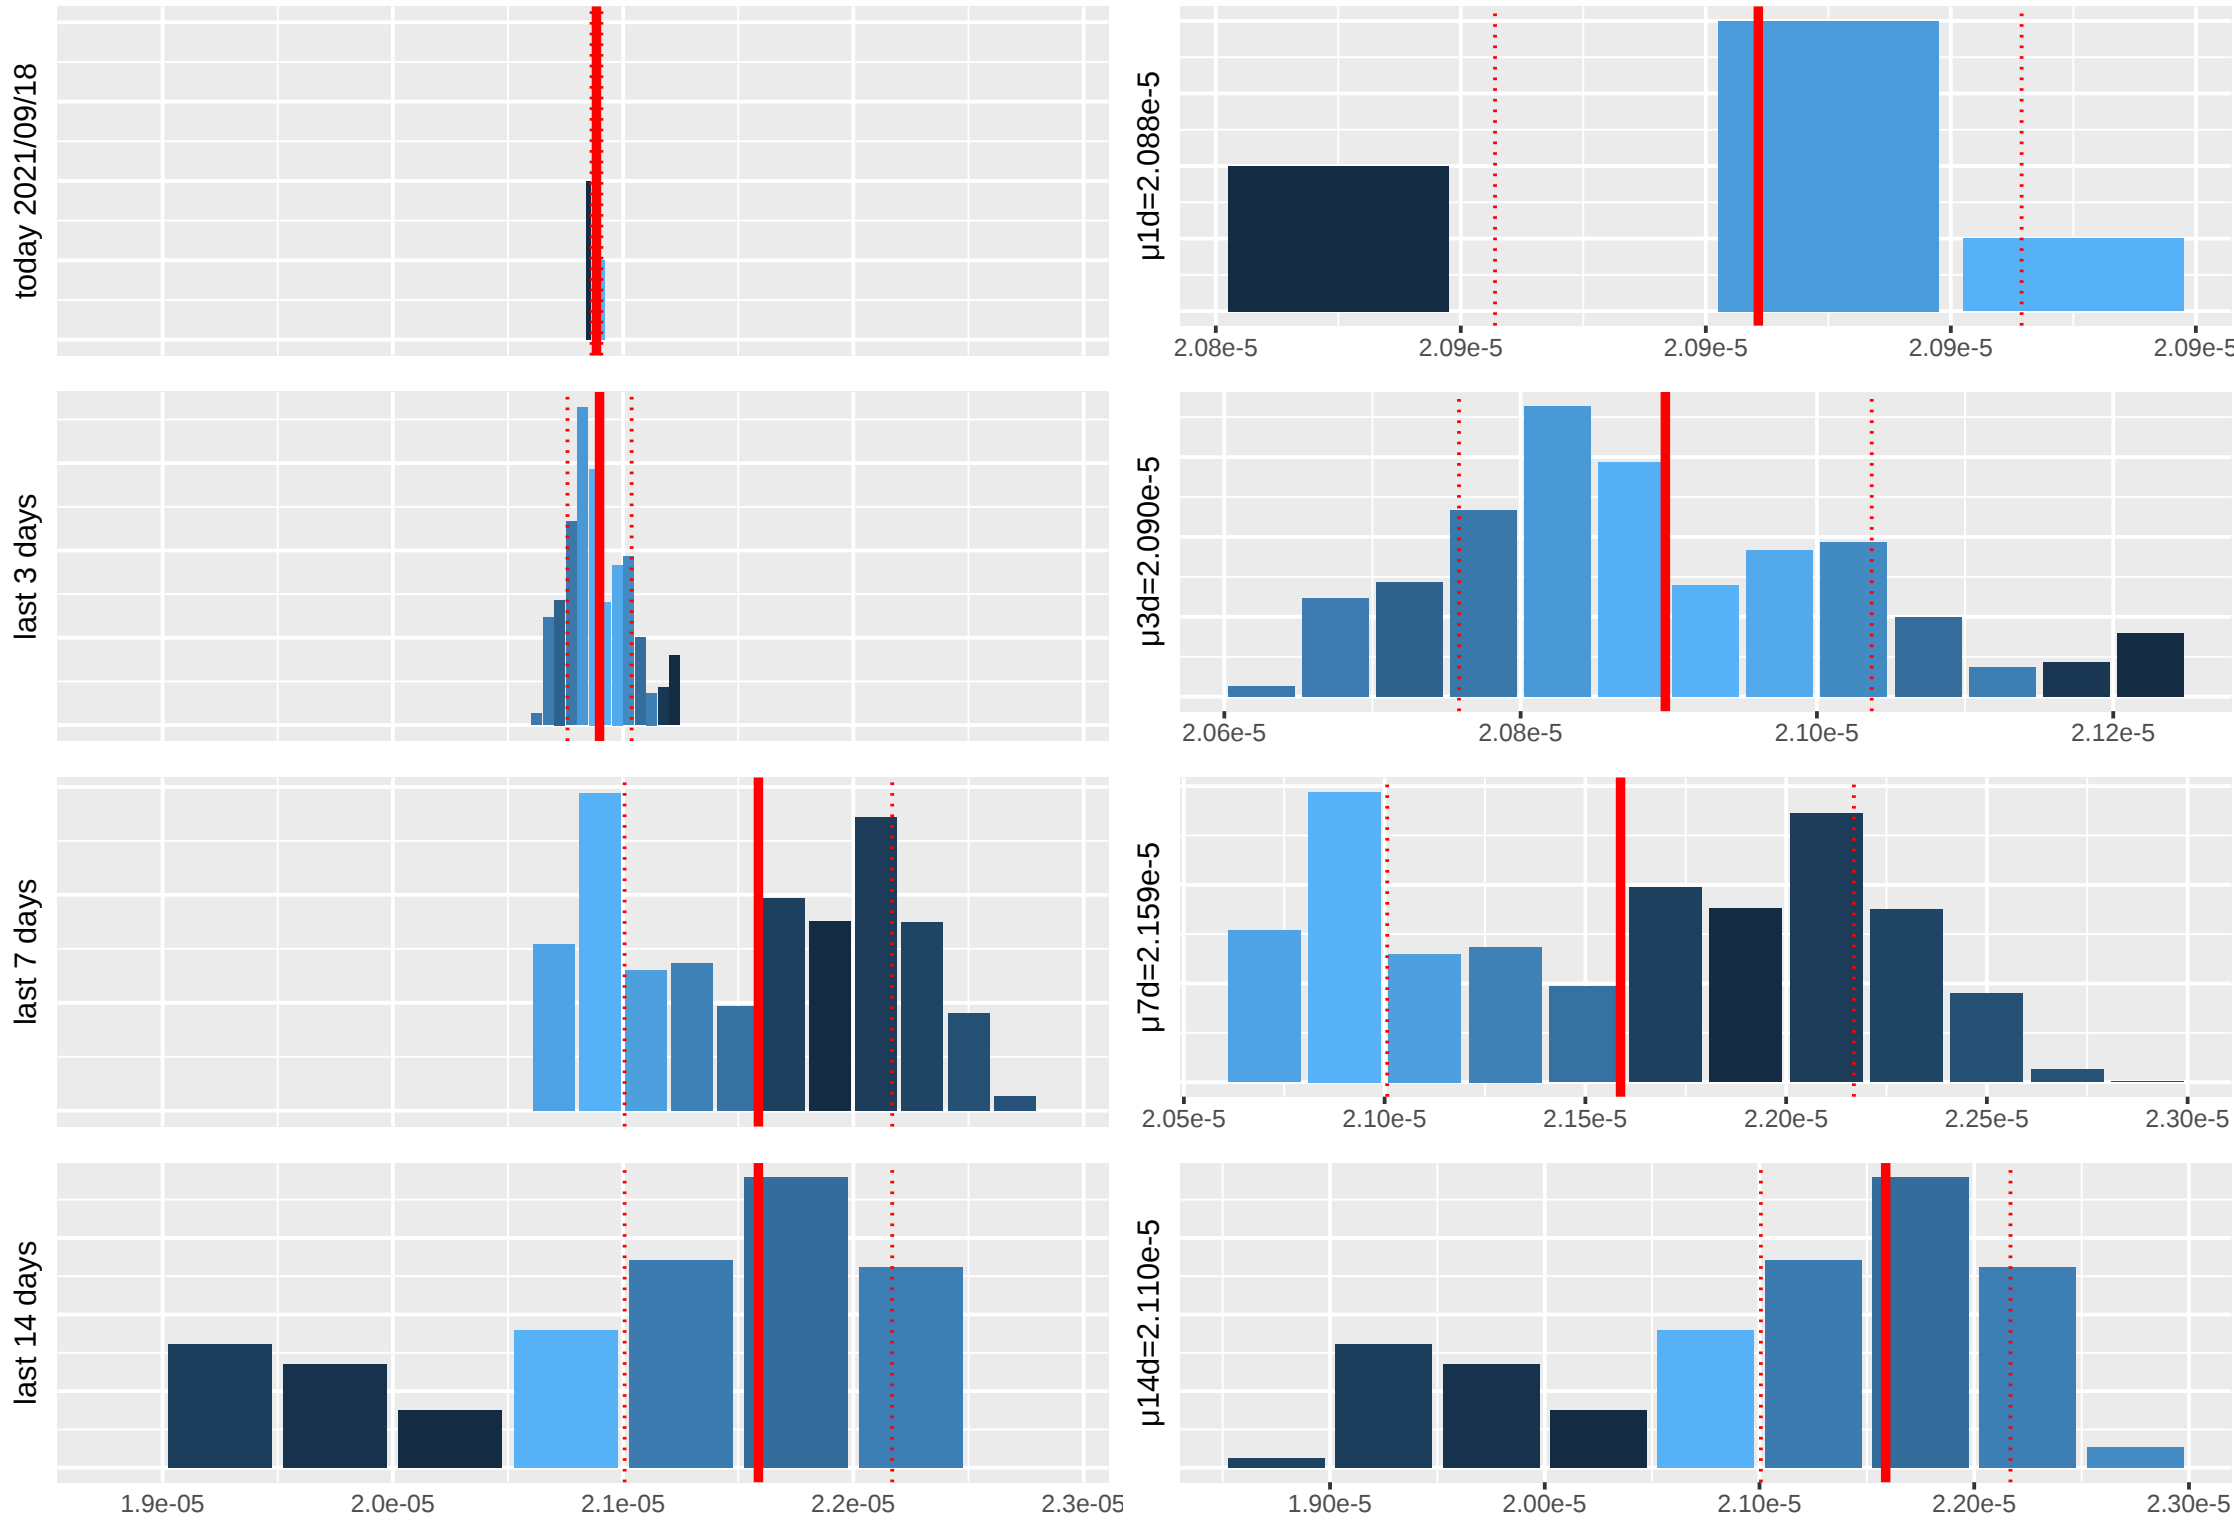 today 2021/09/18
µ1d=2.088e-5
2.08e-5 2.09e-5 2.09e-5 2.09e-5 2.09e-5
last 3 days
µ3d=2.090e-5
2.06e-5 2.08e-5 2.10e-5 2.12e-5
last 7 days
µ7d=2.159e-5
2.05e-5 2.10e-5 2.15e-5 2.20e-5 2.25e-5 2.30e-5
last 14 days
1.9e-05 2.0e-05 2.1e-05 2.2e-05 2.3e-05
µ14d=2.110e-5
1.90e-5 2.00e-5 2.10e-5 2.20e-5 2.30e-5